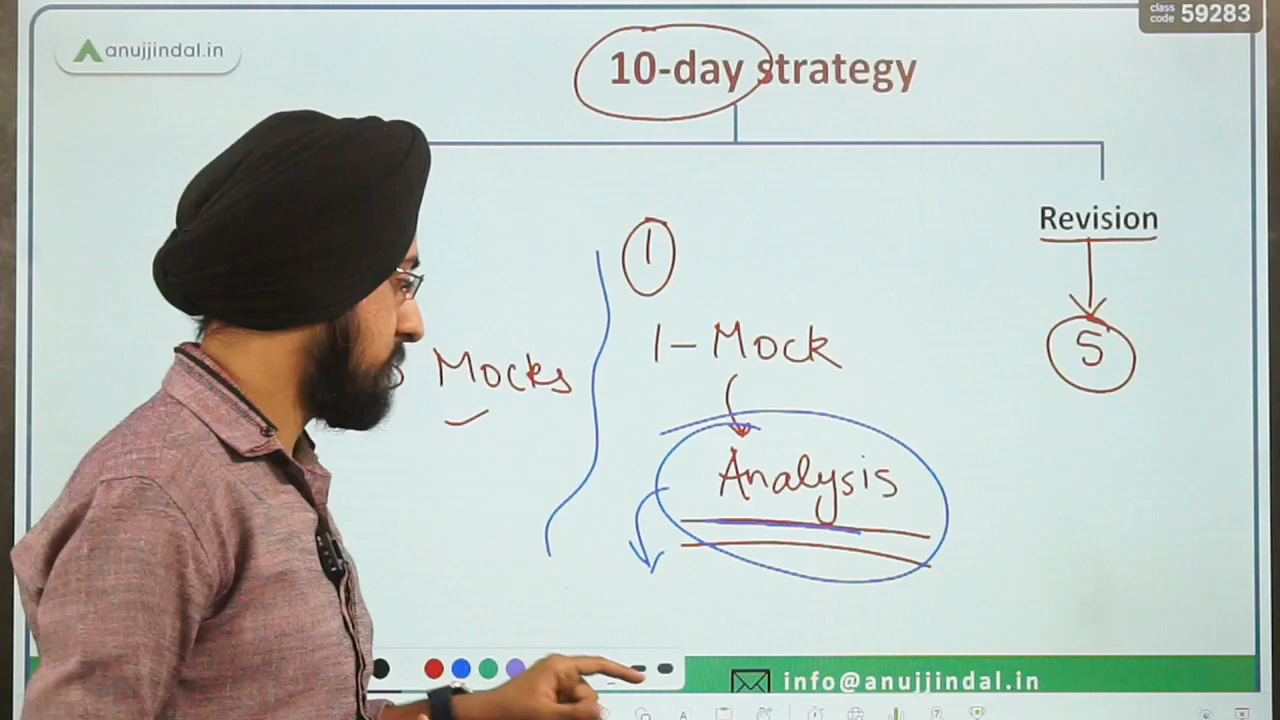 class
code 59283
anujjindal.in
10-day strategy
Revision
1
1-Mock
5
Mocks
Analysis
info@anujjindal.in